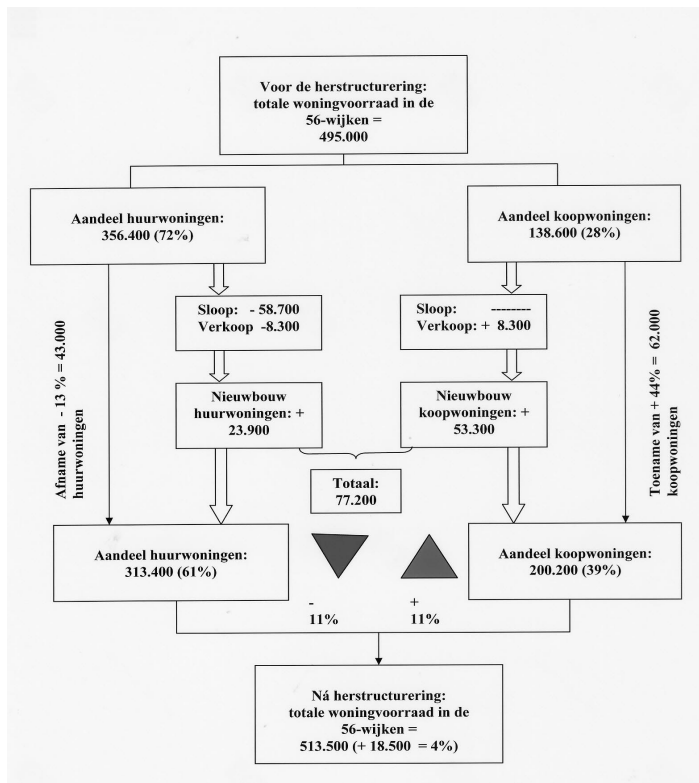 Voor de herstructurering:
totale woningvoorraad in de
56-wijken =
495.000
Aandeel huurwoningen:
356.400 (72%)
Aandeel koopwoningen:
138.600 (28%)
Sloop: - 58.700
Verkoop -8.300
Sloop: --------
Verkoop: + 8.300
Afname van - 13 % = 43.000
huurwoningen
Toename van + 44% = 62.000
koopwoningen
Nieuwbouw
huurwoningen: +
23.900
Nieuwbouw
koopwoningen: +
53.300
Totaal:
77.200
Aandeel huurwoningen:
313.400 (61%)
Aandeel koopwoningen:
200.200 (39%)
-
11%
+
11%
Ná herstructurering:
totale woningvoorraad in de
56-wijken =
513.500 (+ 18.500 = 4%)